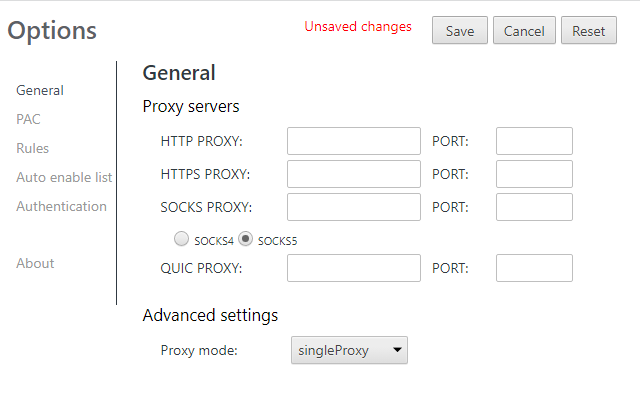 Options
Unsaved changes
Save Cancel Reset
General
PAC
Rules
Auto enable list
Authentication
About
General
Proxy servers
HTTP PROXY: PORT:
HTTPS PROXY: PORT:
SOCKS PROXY: PORT:
SOCKS4 SOCKS5
QUIC PROXY: PORT:
Advanced settings
Proxy mode: singleProxy